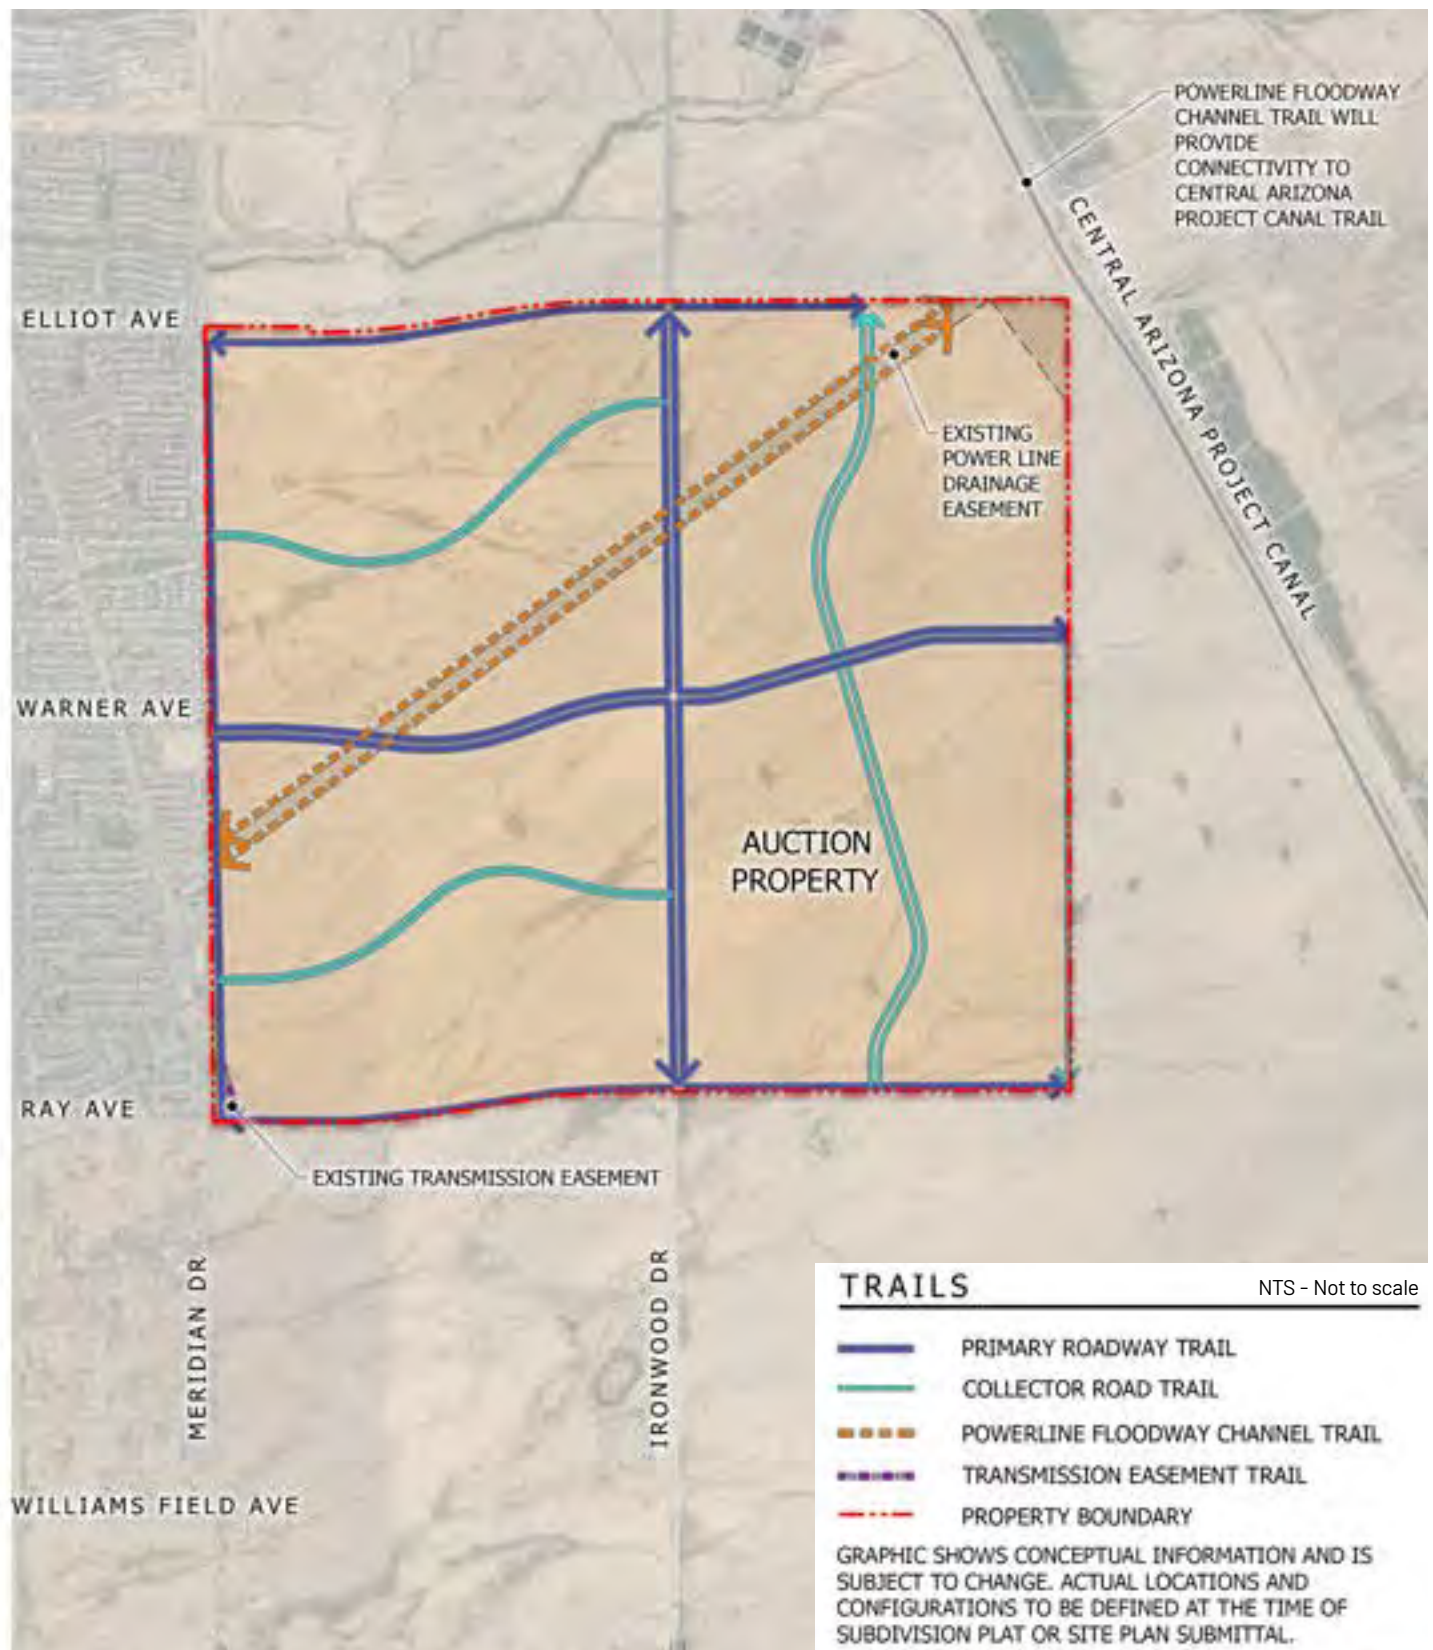 POWERLINE FLOODWAY
CHANNEL TRAIL WILL
PROVIDE
CONNECTIVITY TO
CENTRAL ARIZONA
PROJECT CANAL TRAIL
CENTRAL ARIZONA PROJECT CANAL
ELLIOT AVE
EXISTING
POWER LINE
DRAINAGE
EASEMENT
WARNER AVE
AUCTION
PROPERTY
RAY AVE
EXISTING TRANSMISSION EASEMENT
MERIDIAN DR
IRONWOOD DR
WILLIAMS FIELD AVE
TRAILS
NTS - Not to scale
PRIMARY ROADWAY TRAIL
COLLECTOR ROAD TRAIL
POWERLINE FLOODWAY CHANNEL TRAIL
TRANSMISSION EASEMENT TRAIL
PROPERTY BOUNDARY
GRAPHIC SHOWS CONCEPTUAL INFORMATION AND IS
SUBJECT TO CHANGE. ACTUAL LOCATIONS AND
CONFIGURATIONS TO BE DEFINED AT THE TIME OF
SUBDIVISION PLAT OR SITE PLAN SUBMITTAL.